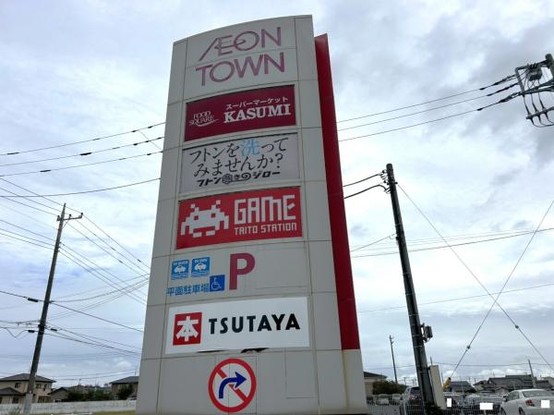 ÆON
TOWN
FOOD
SQUARE
スーパーマーケット
KASUMI
フトンを洗って
みませんか?
フトン巻きのジロー
GAME
TAITO STATION
P
平面駐車場
本 TSUTAYA